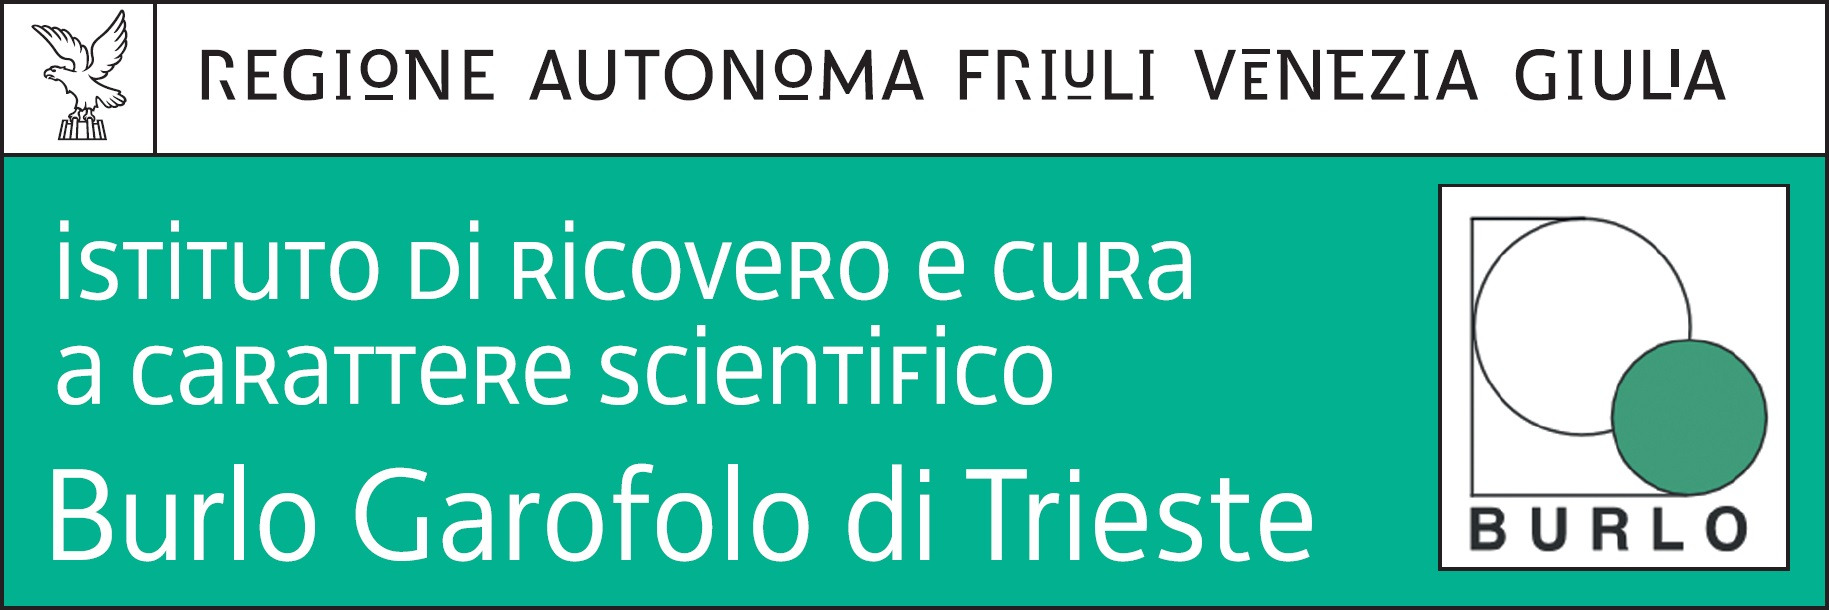 REGIONE AUTONOMA FRIULI VENEZIA GIULIA
istituto di ricovero e cura
a carattere scientifico
Burlo Garofolo di Trieste
BURLO